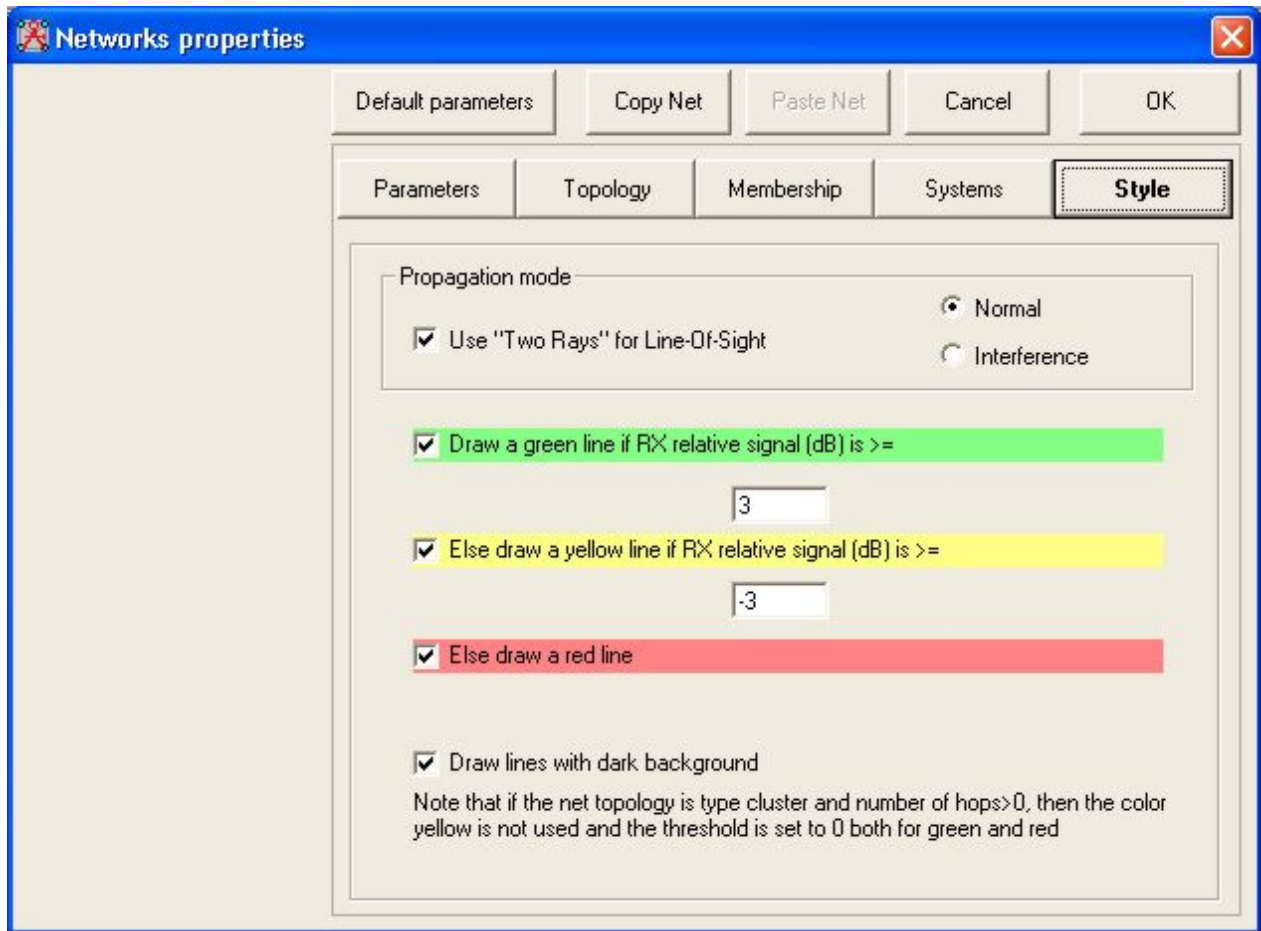 Networks properties
Default parameters
Copy Net
Paste Net
Cancel
OK
Parameters
Topology
Membership
Systems
Style
Propagation mode
Use "Two Rays" for Line-Of-Sight
Normal
Interference
Draw a green line if RX relative signal (dB) is >=
3
Else draw a yellow line if RX relative signal (dB) is >=
-3
Else draw a red line
Draw lines with dark background
Note that if the net topology is type cluster and number of hops>0, then the color
yellow is not used and the threshold is set to 0 both for green and red